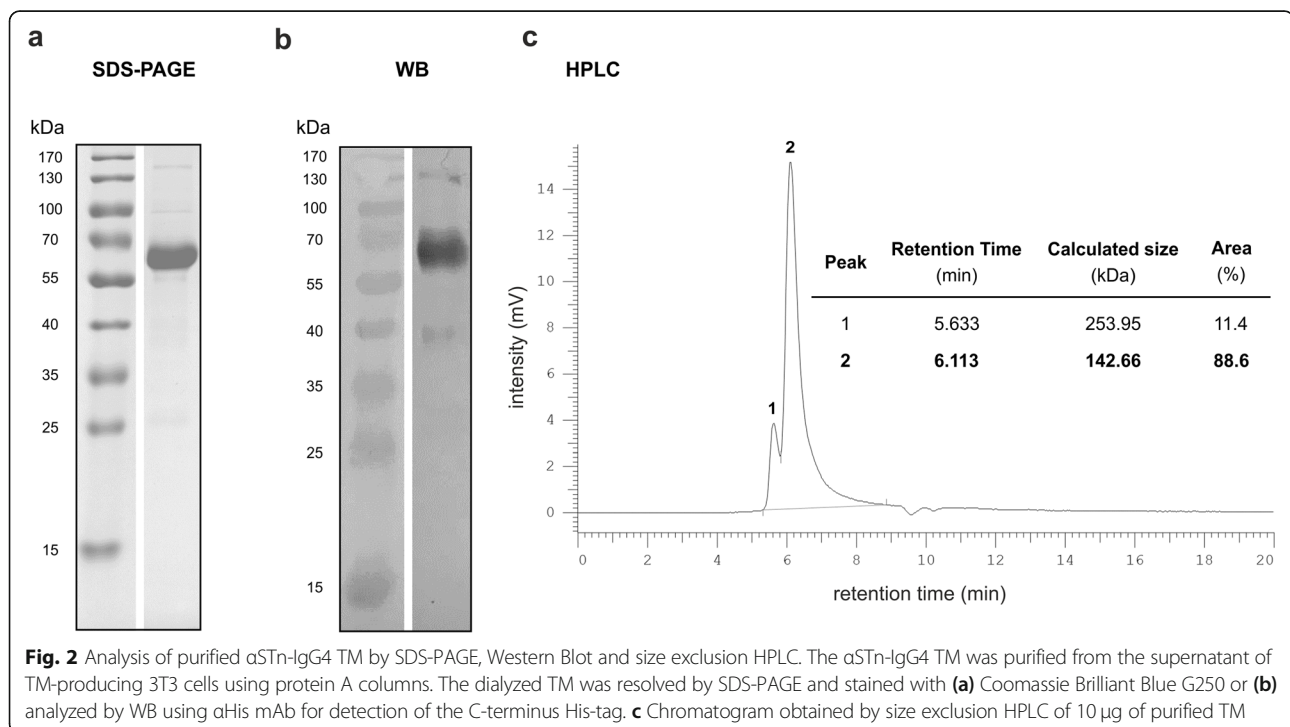 a
SDS-PAGE
kDa
170
130
100
70
55
40
35
25
15
b
WB
kDa
170
130
100
70
55
40
35
25
15
c
HPLC
intensity (mV)
14
12
10
8
6
4
2
0
1
2
0 2 4 6 8 10 12 14 16 18 20
retention time (min)
Peak Retention Time (min) Calculated size (kDa) Area (%)
1 5.633 253.95 11.4
2 6.113 142.66 88.6
Fig. 2 Analysis of purified αSTn-IgG4 TM by SDS-PAGE, Western Blot and size exclusion HPLC. The αSTn-IgG4 TM was purified from the supernatant of
TM-producing 3T3 cells using protein A columns. The dialyzed TM was resolved by SDS-PAGE and stained with (a) Coomassie Brilliant Blue G250 or (b)
analyzed by WB using αHis mAb for detection of the C-terminus His-tag. c Chromatogram obtained by size exclusion HPLC of 10 μg of purified TM